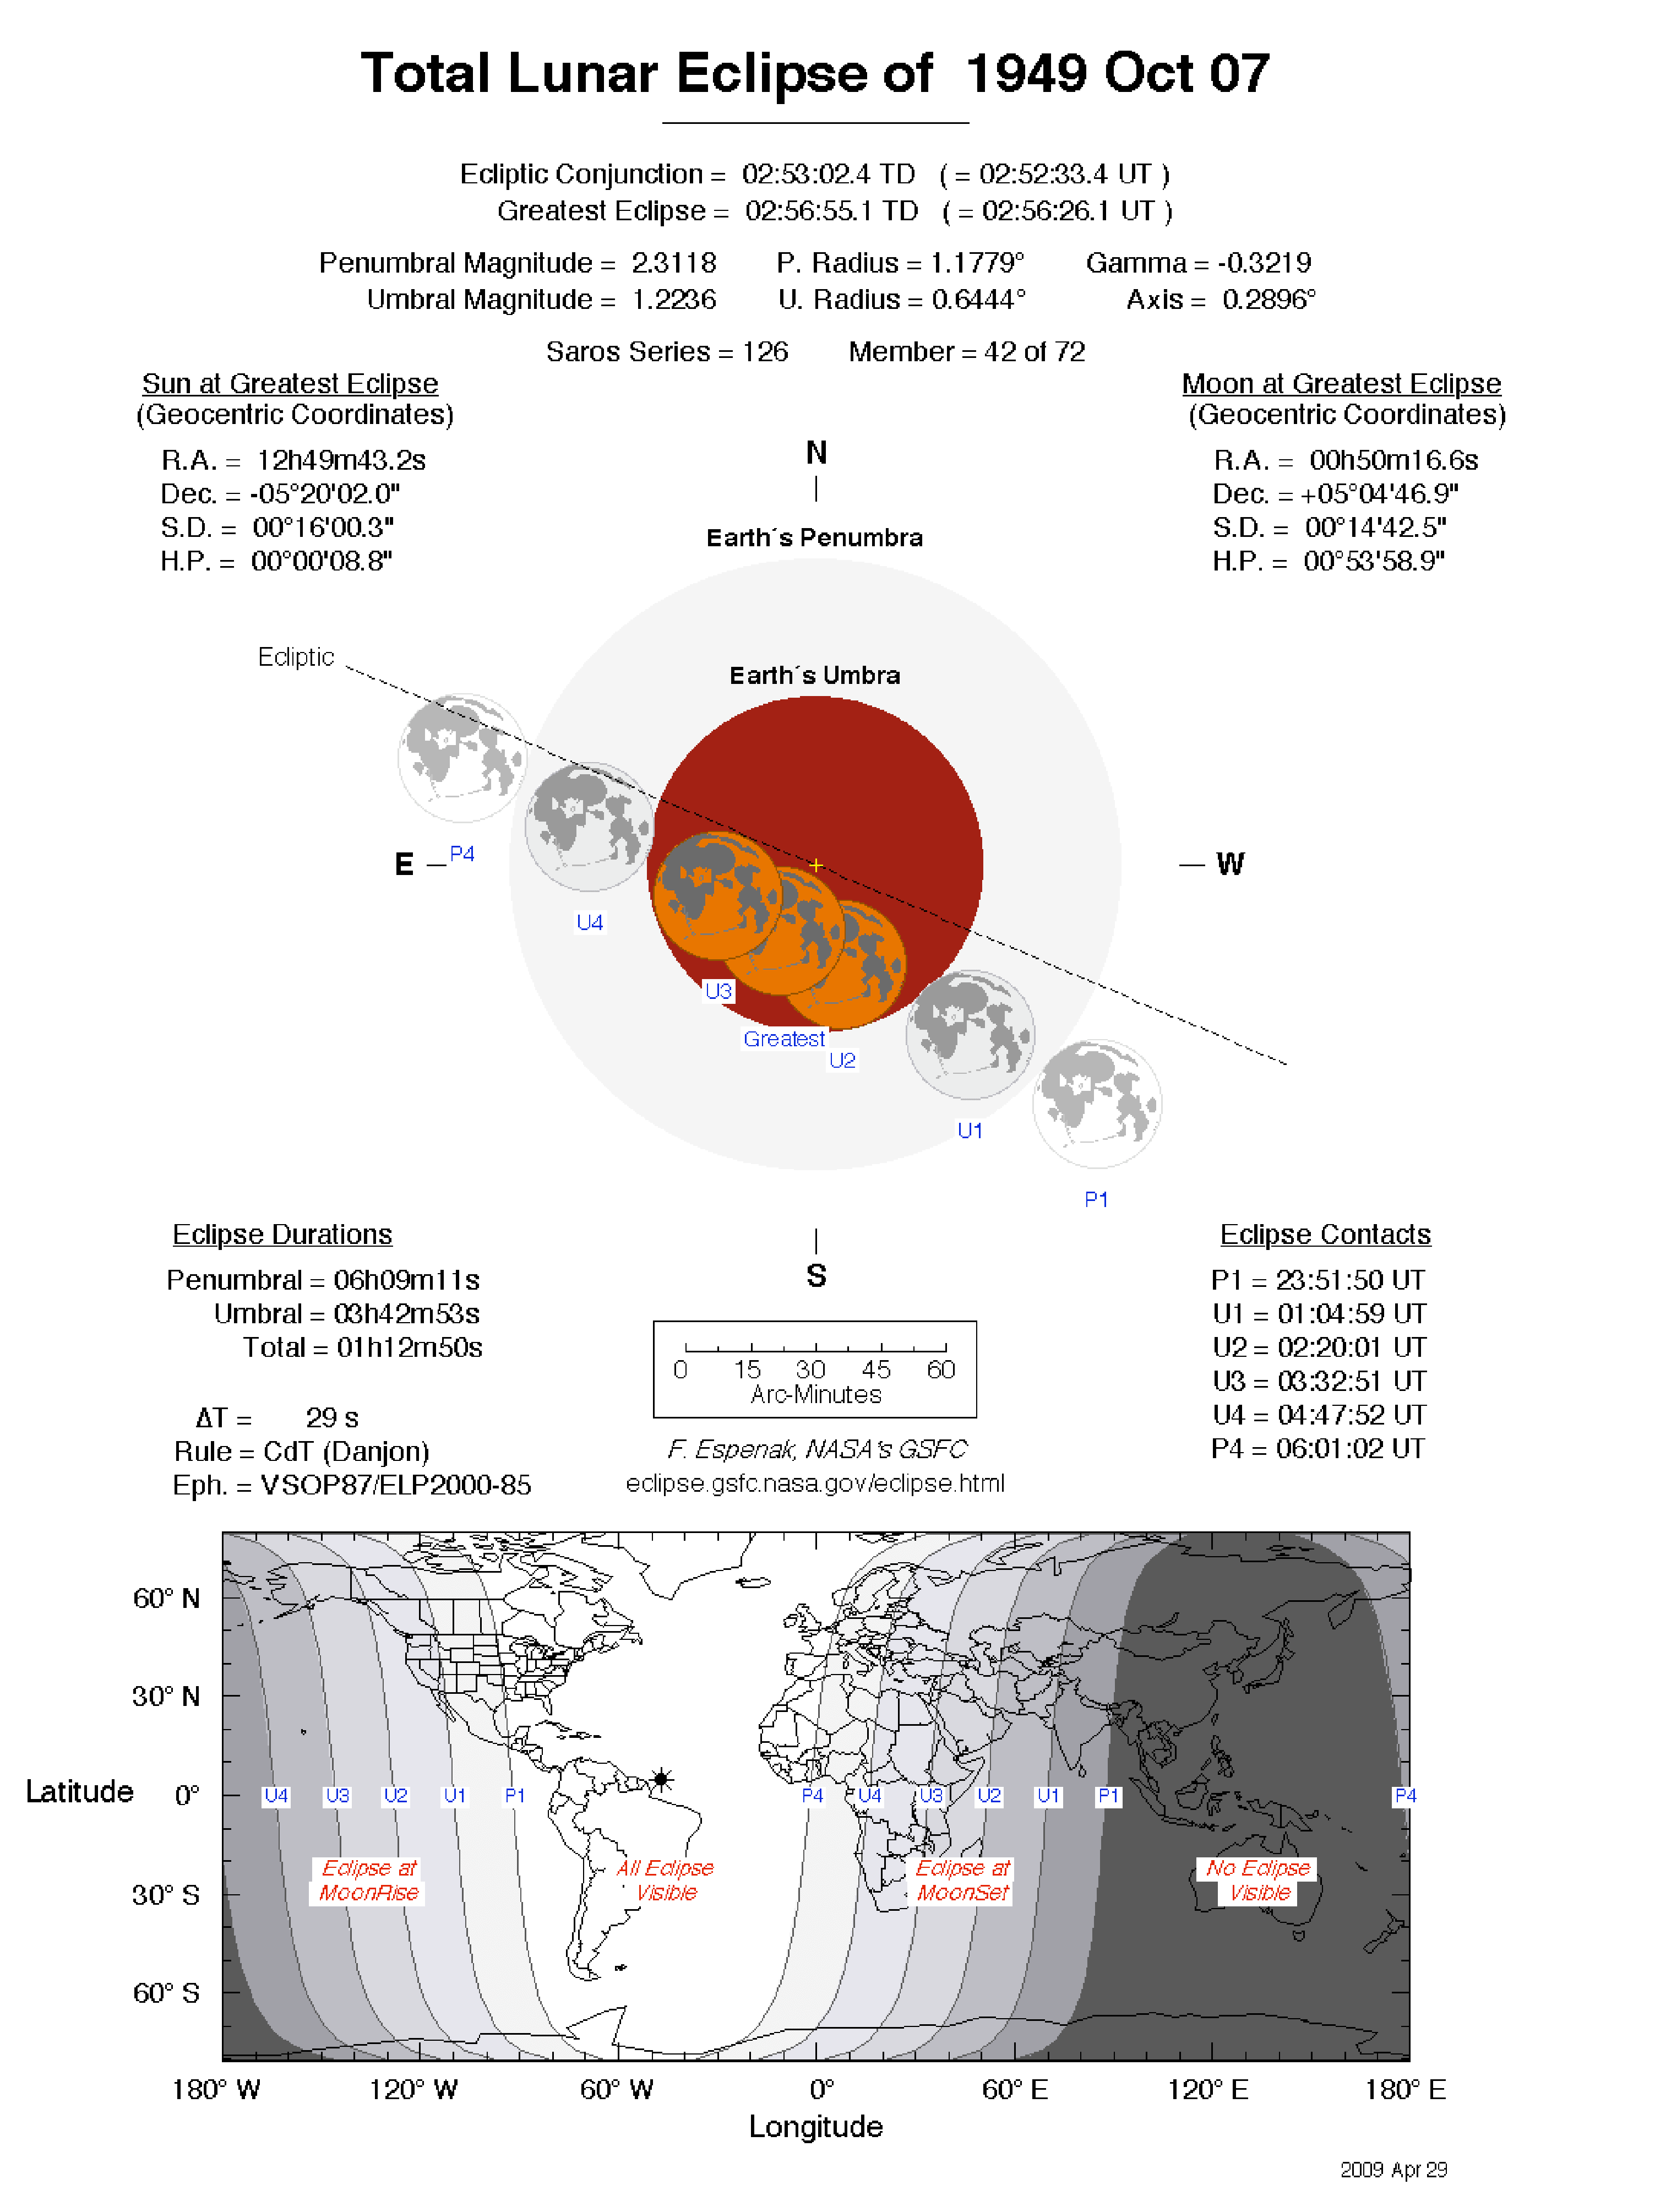 Total Lunar Eclipse of 1949 Oct 07
Ecliptic Conjunction = 02:53:02.4 TD ( = 02:52:33.4 UT )
Greatest Eclipse = 02:56:55.1 TD ( = 02:56:26.1 UT )
Penumbral Magnitude = 2.3118 P. Radius = 1.1779° Gamma = -0.3219
Umbral Magnitude = 1.2236 U. Radius = 0.6444° Axis = 0.2896°
Saros Series = 126 Member = 42 of 72
Sun at Greatest Eclipse
(Geocentric Coordinates)
R.A. = 12h49m43.2s
Dec. = -05°20'02.0"
S.D. = 00°16'00.3"
H.P. = 00°00'08.8"
Moon at Greatest Eclipse
(Geocentric Coordinates)
R.A. = 00h50m16.6s
Dec. = +05°04'46.9"
S.D. = 00°14'42.5"
H.P. = 00°53'58.9"
N
Earth´s Penumbra
Ecliptic
Earth´s Umbra
E
P4
W
U4
U3
Greatest
U2
U1
P1
S
Eclipse Durations
Penumbral = 06h09m11s
Umbral = 03h42m53s
Total = 01h12m50s
ΔT = 29 s
Rule = CdT (Danjon)
Eph. = VSOP87/ELP2000-85
0 15 30 45 60
Arc-Minutes
F. Espenak, NASA's GSFC
eclipse.gsfc.nasa.gov/eclipse.html
Eclipse Contacts
P1 = 23:51:50 UT
U1 = 01:04:59 UT
U2 = 02:20:01 UT
U3 = 03:32:51 UT
U4 = 04:47:52 UT
P4 = 06:01:02 UT
60° N
30° N
Latitude 0°
30° S
60° S
U4 U3 U2 U1 P1 P4 U4 U3 U2 U1 P1 P4
Eclipse at
MoonRise
All Eclipse
Visible
Eclipse at
MoonSet
No Eclipse
Visible
180° W 120° W 60° W 0° 60° E 120° E 180° E
Longitude
2009 Apr 29